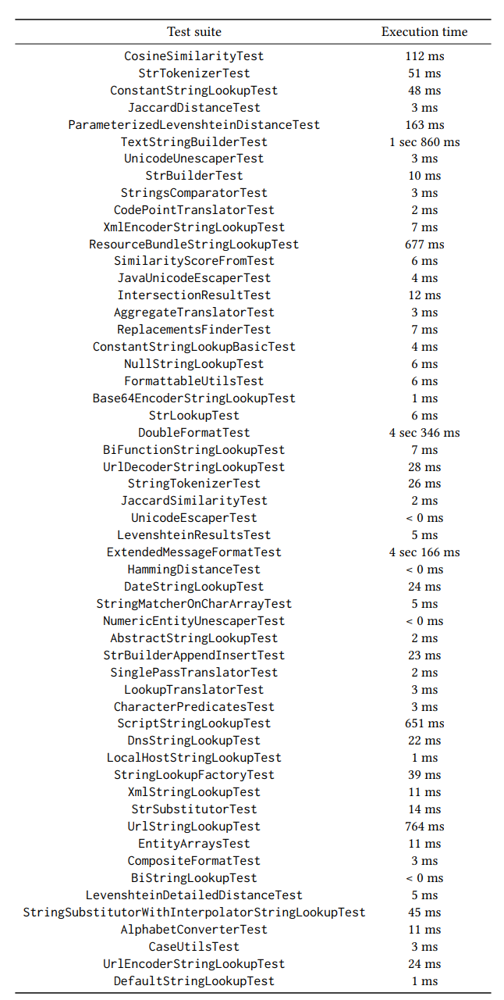 Test suite Execution time
CosineSimilarityTest 112 ms
StrTokenizerTest 51 ms
ConstantStringLookupTest 48 ms
JaccardDistanceTest 3 ms
ParameterizedLevenshteinDistanceTest 163 ms
TextStringBuilderTest 1 sec 860 ms
UnicodeUnescaperTest 3 ms
StrBuilderTest 10 ms
StringsComparatorTest 3 ms
CodePointTranslatorTest 2 ms
XmlEncoderStringLookupTest 7 ms
ResourceBundleStringLookupTest 677 ms
SimilarityScoreFromTest 6 ms
JavaUnicodeEscaperTest 4 ms
IntersectionResultTest 12 ms
AggregateTranslatorTest 3 ms
ReplacementsFinderTest 7 ms
ConstantStringLookupBasicTest 4 ms
NullStringLookupTest 6 ms
FormattableUtilsTest 6 ms
Base64EncoderStringLookupTest 1 ms
StrLookupTest 6 ms
DoubleFormatTest 4 sec 346 ms
BiFunctionStringLookupTest 7 ms
UrlDecoderStringLookupTest 28 ms
StringTokenizerTest 26 ms
JaccardSimilarityTest 2 ms
UnicodeEscaperTest < 0 ms
LevenshteinResultsTest 5 ms
ExtendedMessageFormatTest 4 sec 166 ms
HammingDistanceTest < 0 ms
DateStringLookupTest 24 ms
StringMatcherOnCharArrayTest 5 ms
NumericEntityUnescaperTest < 0 ms
AbstractStringLookupTest 2 ms
StrBuilderAppendInsertTest 23 ms
SinglePassTranslatorTest 2 ms
LookupTranslatorTest 3 ms
CharacterPredicatesTest 3 ms
ScriptStringLookupTest 651 ms
DnsStringLookupTest 22 ms
LocalHostStringLookupTest 1 ms
StringLookupFactoryTest 39 ms
XmlStringLookupTest 11 ms
StrSubstitutorTest 14 ms
UrlStringLookupTest 764 ms
EntityArraysTest 11 ms
CompositeFormatTest 3 ms
BiStringLookupTest < 0 ms
LevenshteinDetailedDistanceTest 5 ms
StringSubstitutorWithInterpolatorStringLookupTest 45 ms
AlphabetConverterTest 11 ms
CaseUtilsTest 3 ms
UrlEncoderStringLookupTest 24 ms
DefaultStringLookupTest 1 ms